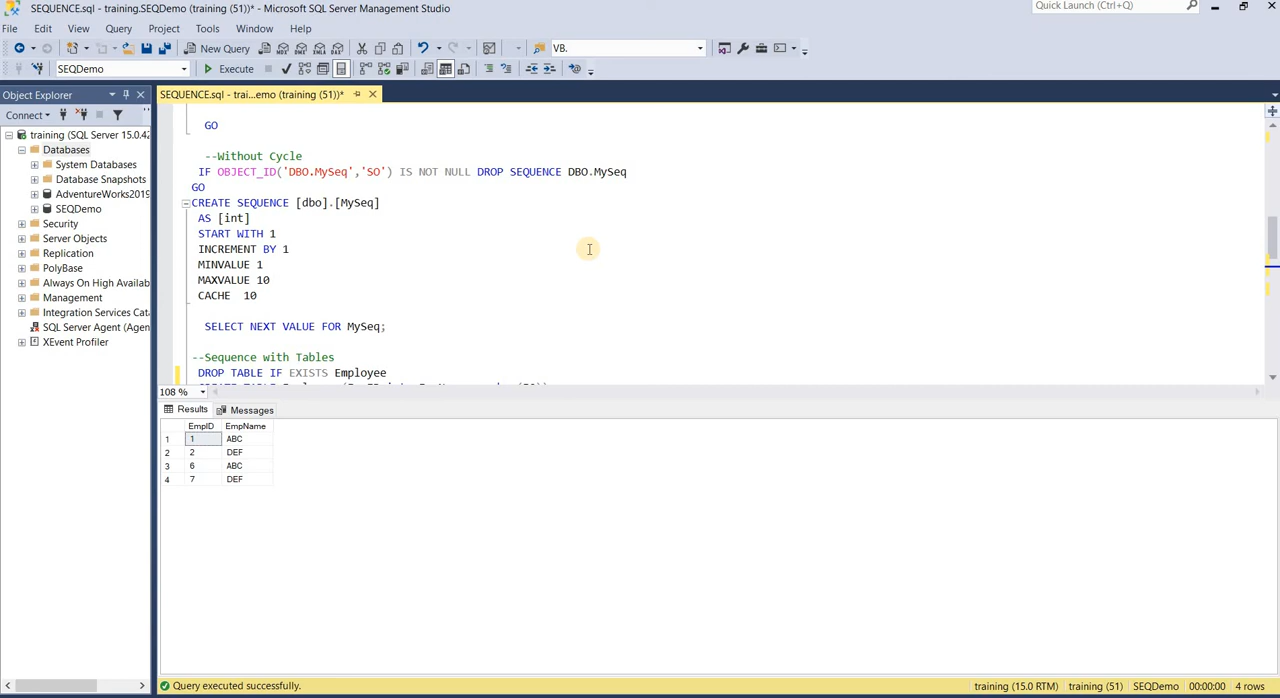 SEQUENCE.sql - training.SEQDemo (training (51))* - Microsoft SQL Server Management Studio
Quick Launch (Ctrl+Q)
File Edit View Query Project Tools Window Help
New Query
VB.
SEQDemo
Execute
Object Explorer
SEQUENCE.sql - trai...emo (training (51))*
Connect
training (SQL Server 15.0.42
Databases
System Databases
Database Snapshots
AdventureWorks2019
SEQDemo
Security
Server Objects
Replication
PolyBase
Always On High Availab
Management
Integration Services Cat
SQL Server Agent (Agen
XEvent Profiler
GO
--Without Cycle
IF OBJECT_ID('DBO.MySeq','SO') IS NOT NULL DROP SEQUENCE DBO.MySeq
GO
CREATE SEQUENCE [dbo].[MySeq]
AS [int]
START WITH 1
INCREMENT BY 1
MINVALUE 1
MAXVALUE 10
CACHE 10
SELECT NEXT VALUE FOR MySeq;
--Sequence with Tables
DROP TABLE IF EXISTS Employee
108 %
Results Messages
EmpID EmpName
1 1 ABC
2 2 DEF
3 6 ABC
4 7 DEF
Query executed successfully.
training (15.0 RTM) training (51) SEQDemo 00:00:00 4 rows